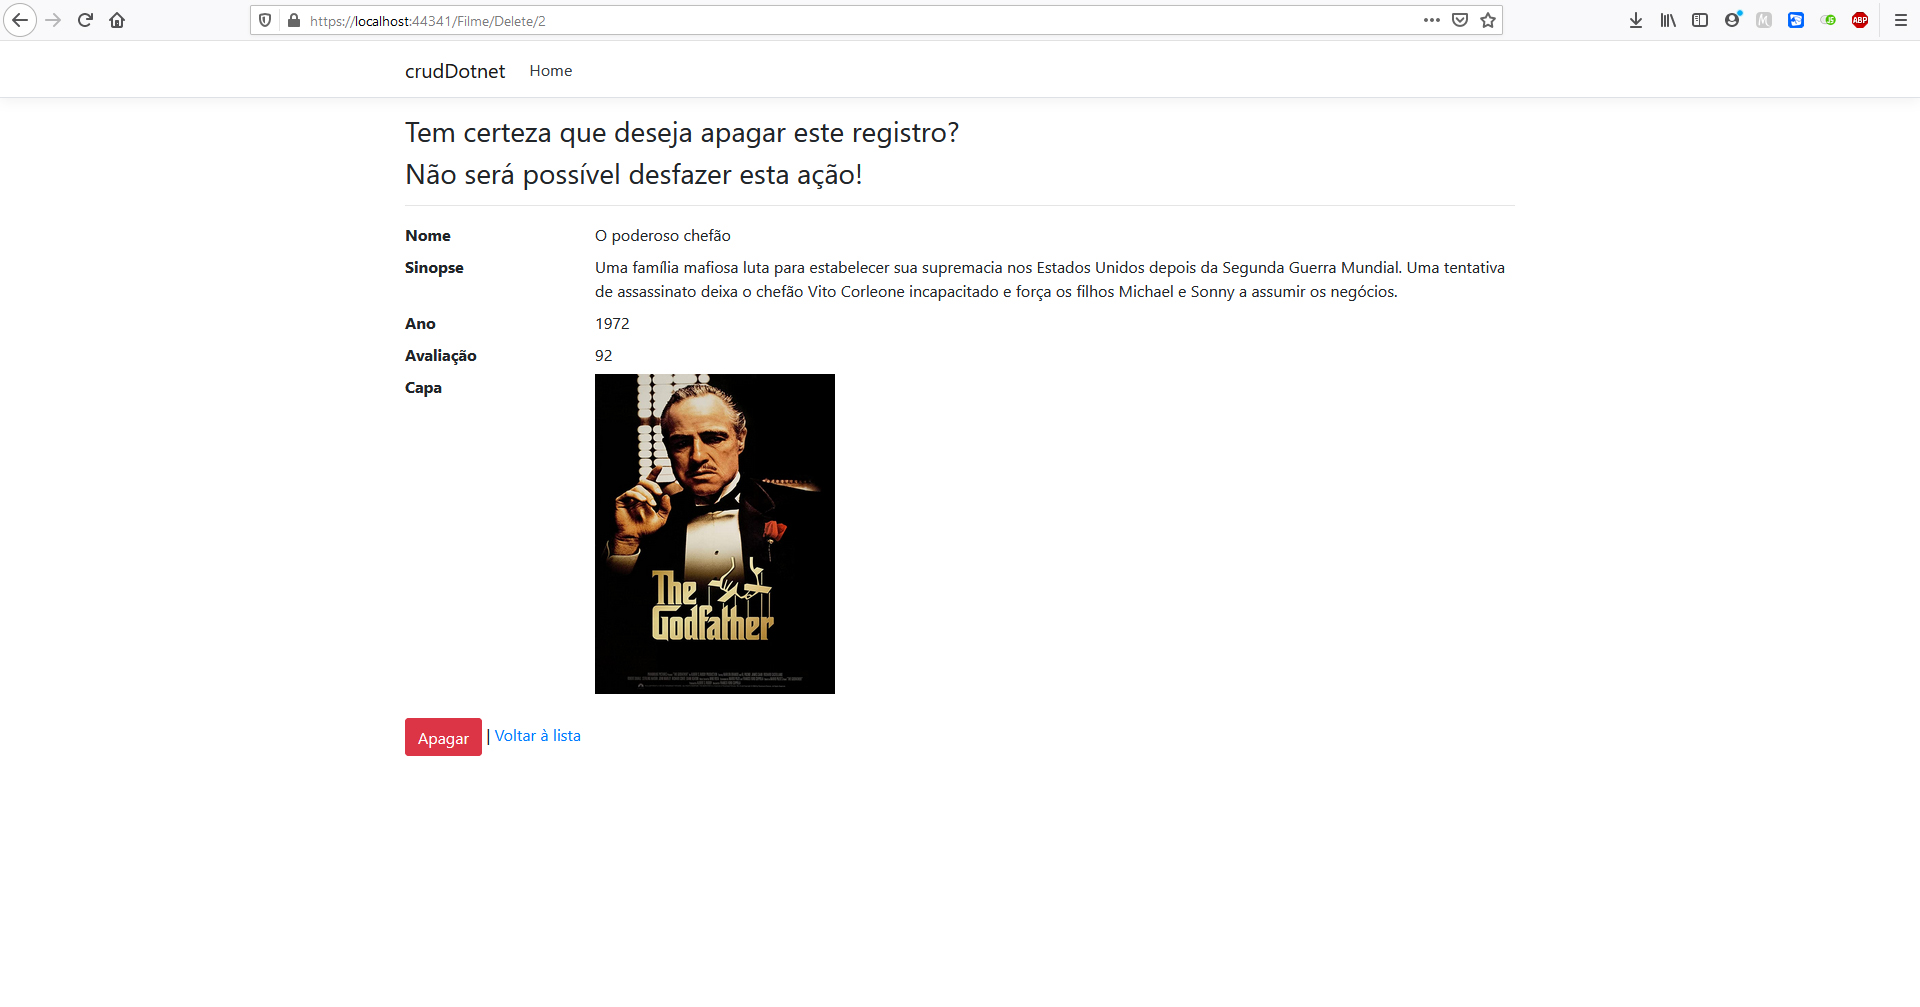 https://localhost:44341/Filme/Delete/2
ABP
crudDotnet Home
Tem certeza que deseja apagar este registro?
Não será possível desfazer esta ação!
Nome O poderoso chefão
Sinopse Uma família mafiosa luta para estabelecer sua supremacia nos Estados Unidos depois da Segunda Guerra Mundial. Uma tentativa
de assassinato deixa o chefão Vito Corleone incapacitado e força os filhos Michael e Sonny a assumir os negócios.
Ano 1972
Avaliação 92
Capa
The
Godfather
Apagar | Voltar à lista